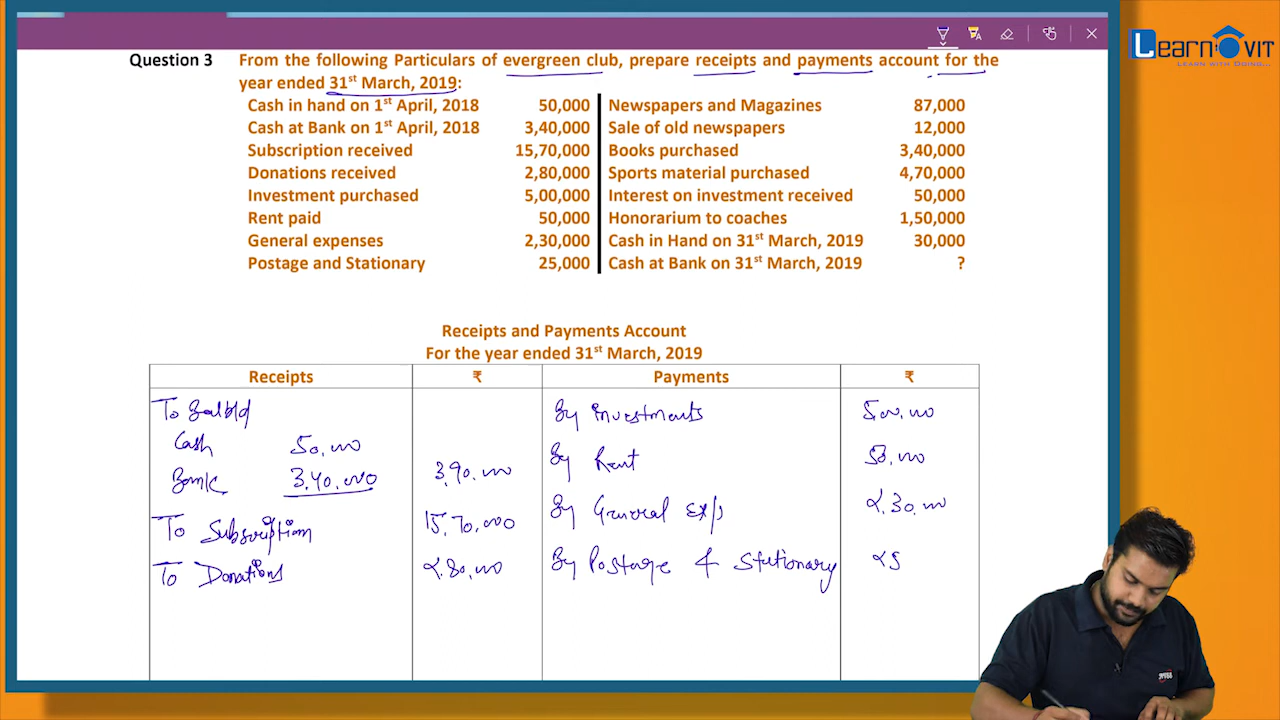 Learn Vit
LEARN WITH DOING...
Question 3 From the following Particulars of evergreen club, prepare receipts and payments account for the
year ended 31st March, 2019:
Cash in hand on 1st April, 2018 50,000 Newspapers and Magazines 87,000
Cash at Bank on 1st April, 2018 3,40,000 Sale of old newspapers 12,000
Subscription received 15,70,000 Books purchased 3,40,000
Donations received 2,80,000 Sports material purchased 4,70,000
Investment purchased 5,00,000 Interest on investment received 50,000
Rent paid 50,000 Honorarium to coaches 1,50,000
General expenses 2,30,000 Cash in Hand on 31st March, 2019 30,000
Postage and Stationary 25,000 Cash at Bank on 31st March, 2019 ?
Receipts and Payments Account
For the year ended 31st March, 2019
Receipts ₹ Payments ₹
To Bal b/d By investments 5,00,000
Cash 50,000 By Rent 50,000
Bank 3,40,000 3,90,000 By General Exps 2,30,000
To Subscription 15,70,000 By Postage & Stationary 25
To Donations 2,80,000